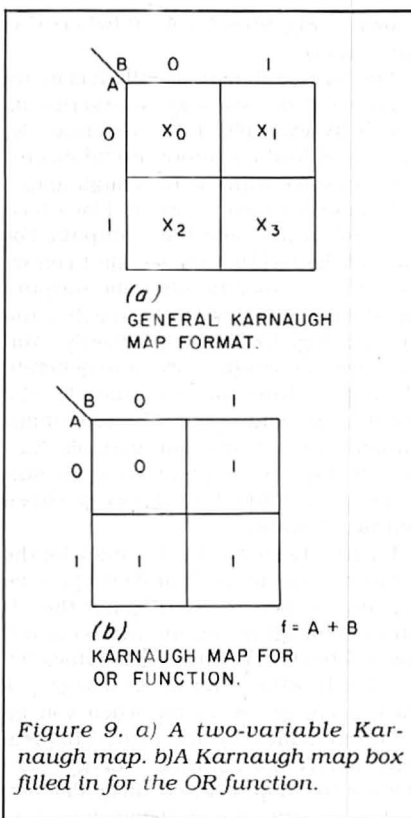 B 0 1
A
0 X0 X1
1 X2 X3
(a)
GENERAL KARNAUGH
MAP FORMAT.
B 0 1
A
0 0 1
1 1 1
(b) f = A + B
KARNAUGH MAP FOR
OR FUNCTION.
Figure 9. a) A two-variable Kar-
naugh map. b)A Karnaugh map box
filled in for the OR function.